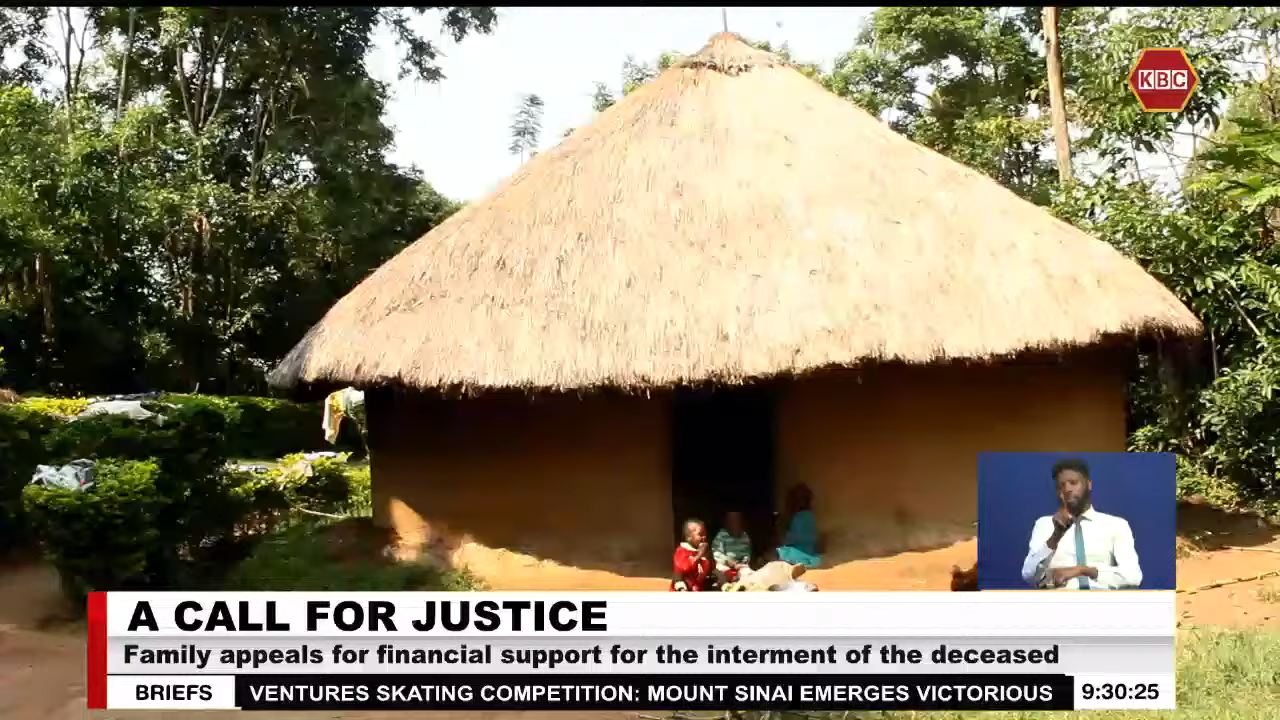 KBC
A CALL FOR JUSTICE
Family appeals for financial support for the interment of the deceased
BRIEFS VENTURES SKATING COMPETITION: MOUNT SINAI EMERGES VICTORIOUS 9:30:25